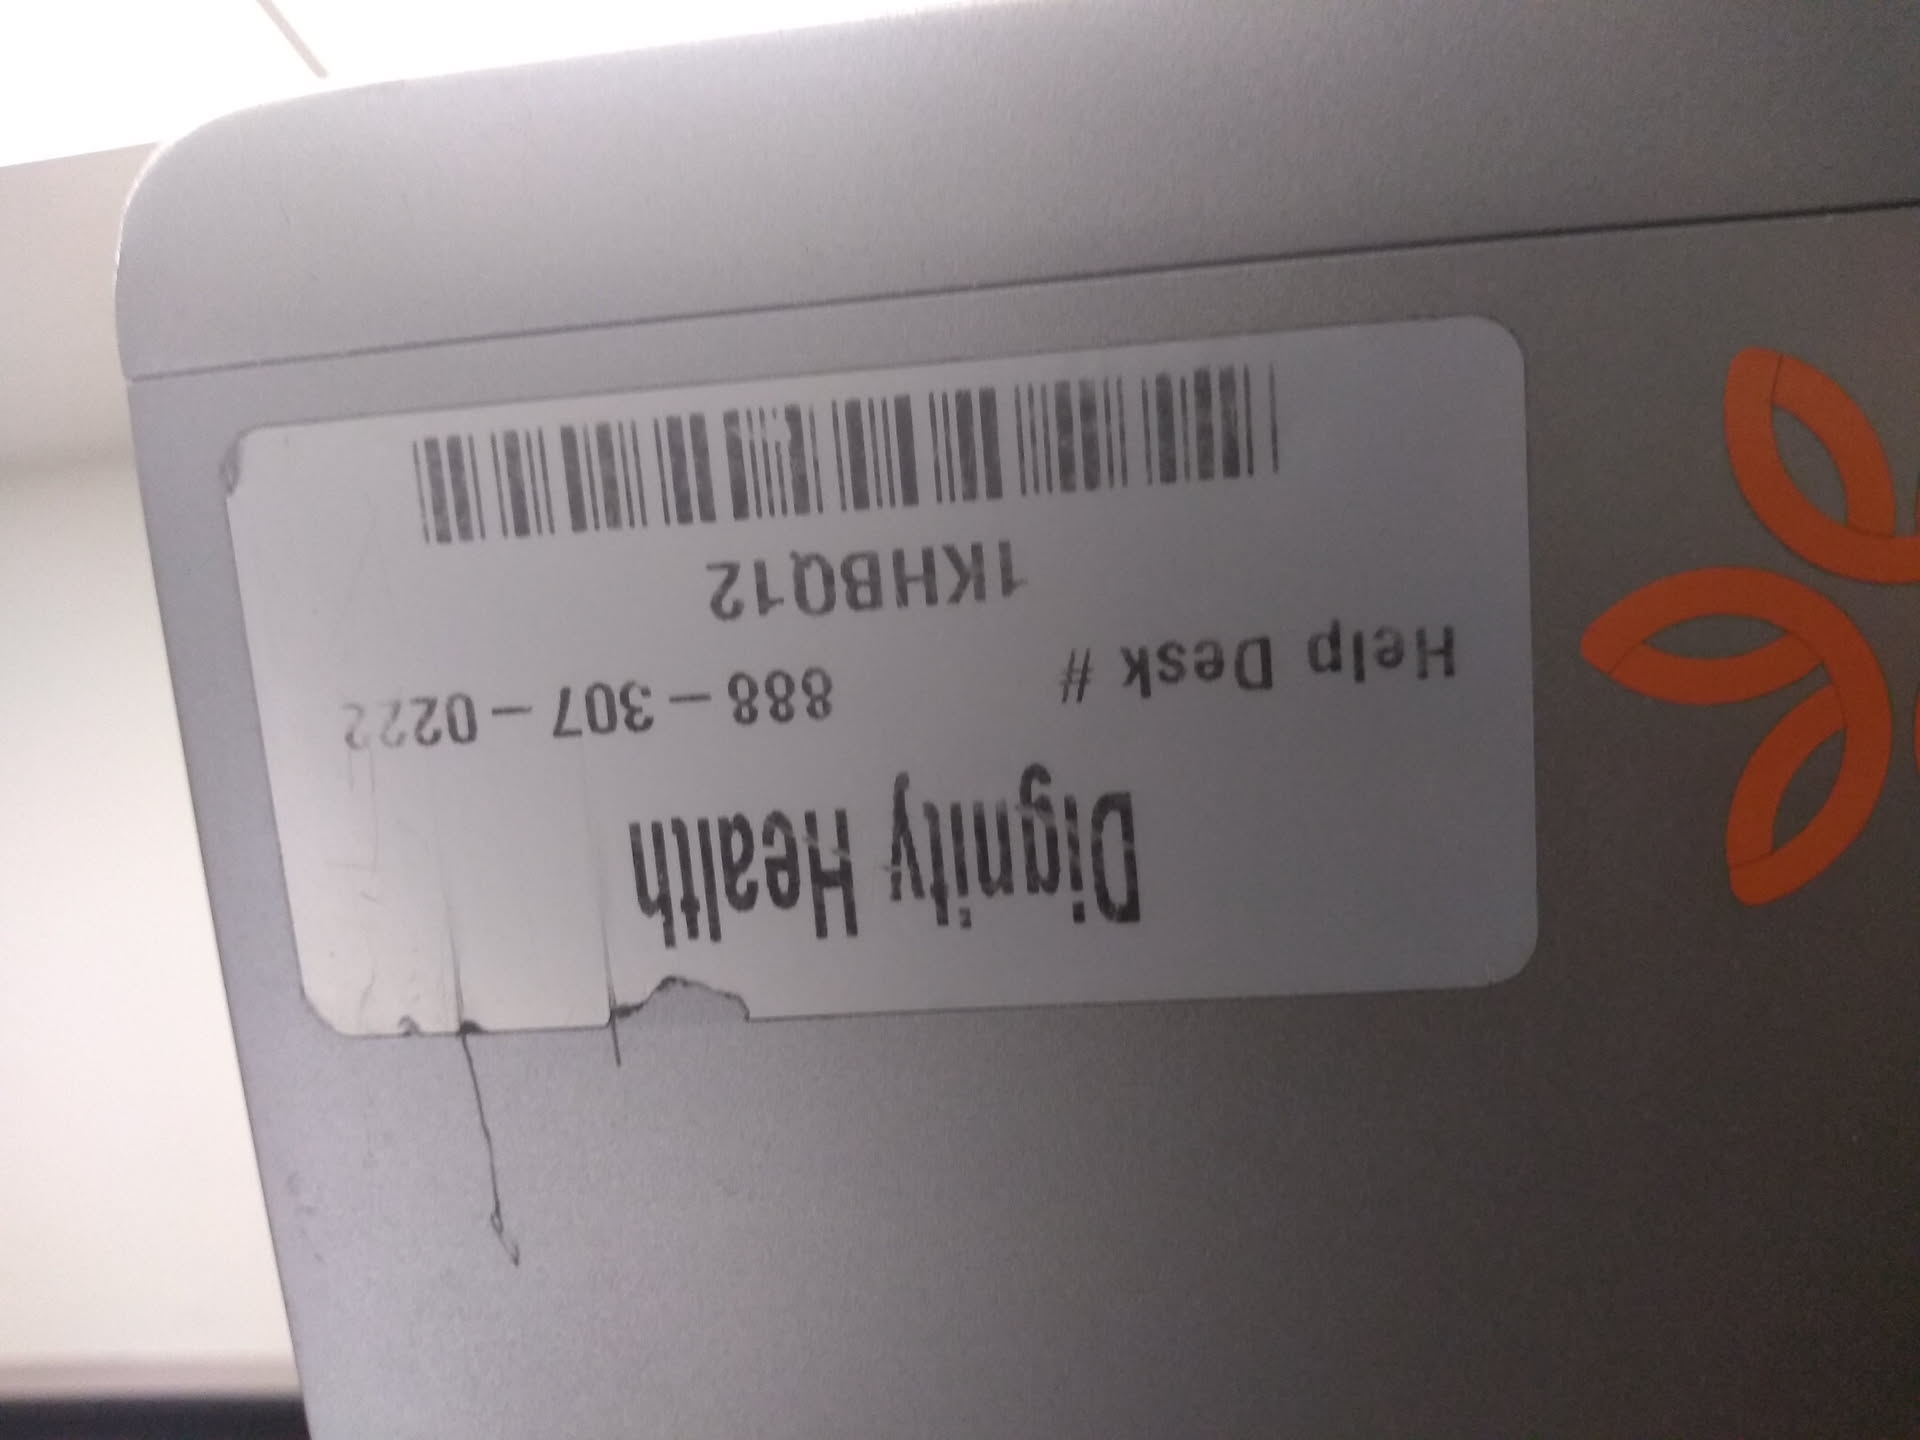 Dignity Health
Help Desk # 888-307-0222
1KHBQ12